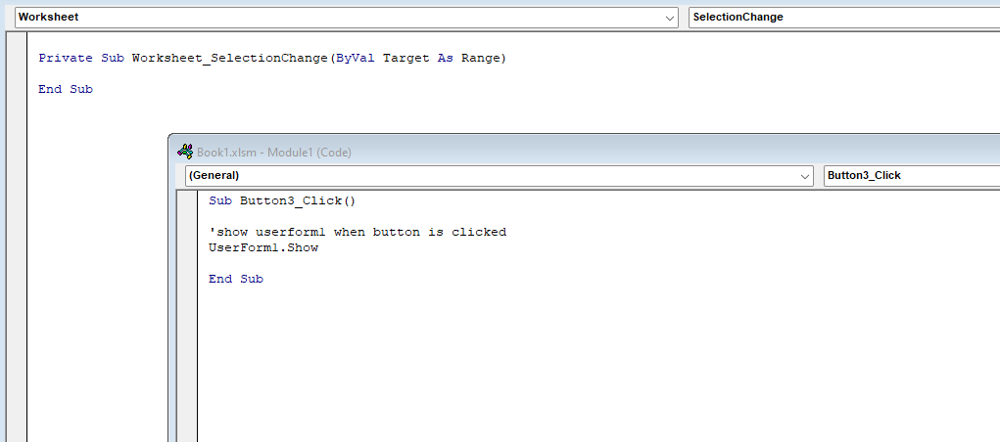 Worksheet
SelectionChange
Private Sub Worksheet_SelectionChange(ByVal Target As Range)
End Sub
Book1.xlsm - Module1 (Code)
(General)
Button3_Click
Sub Button3_Click()
'show userform1 when button is clicked
UserForm1.Show
End Sub